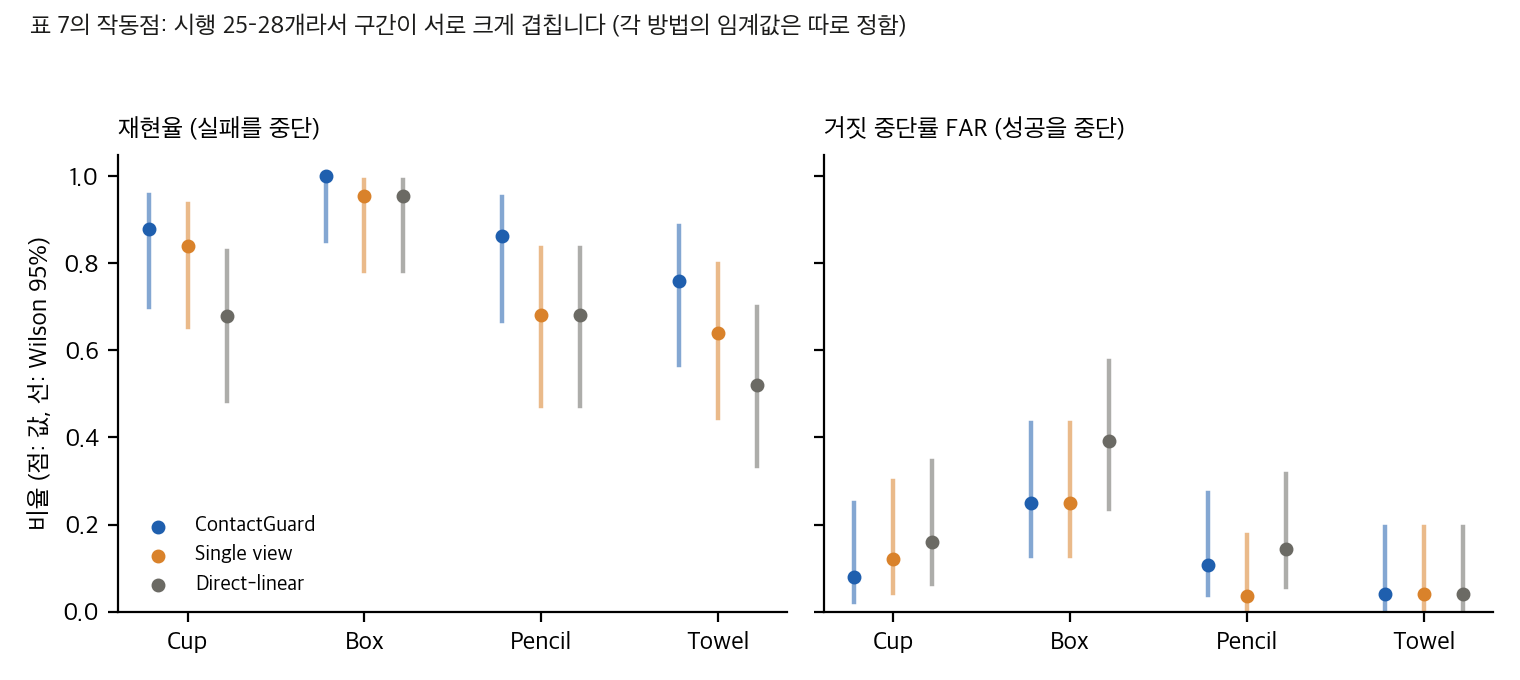 표 7의 작동점: 시행 25-28개라서 구간이 서로 크게 겹칩니다 (각 방법의 임계값은 따로 정함)
재현율 (실패를 중단)
거짓 중단률 FAR (성공을 중단)
비율 (점: 값, 선: Wilson 95%)
1.0
0.8
0.6
0.4
0.2
0.0
ContactGuard
Single view
Direct-linear
Cup
Box
Pencil
Towel
Cup
Box
Pencil
Towel